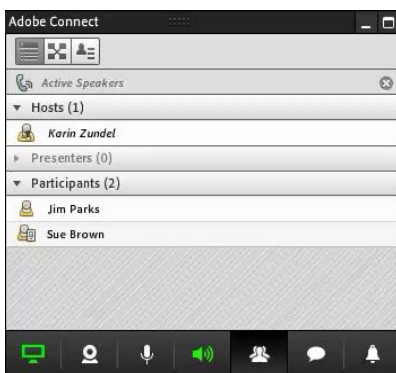 Adobe Connect
Active Speakers
Hosts (1)
Karin Zundel
Presenters (0)
Participants (2)
Jim Parks
Sue Brown